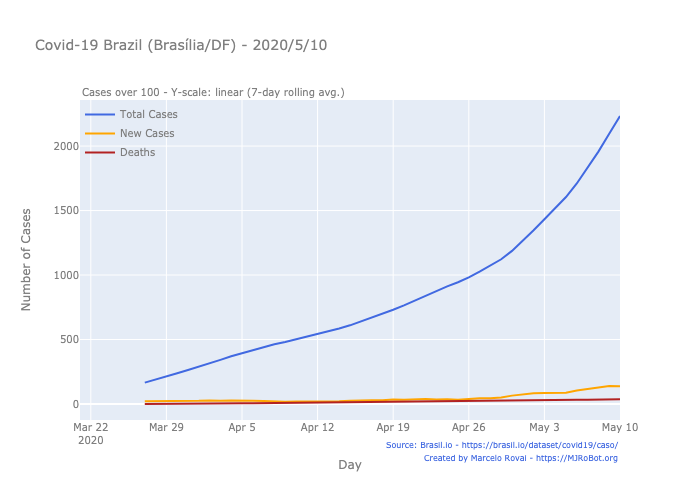 Covid-19 Brazil (Brasília/DF) - 2020/5/10
Cases over 100 - Y-scale: linear (7-day rolling avg.)
Total Cases
New Cases
Deaths
2000
1500
1000
500
0
Number of Cases
Mar 22 Mar 29 Apr 5 Apr 12 Apr 19 Apr 26 May 3 May 10
2020
Day
Source: Brasil.io - https://brasil.io/dataset/covid19/caso/
Created by Marcelo Rovai - https://MJRoBot.org